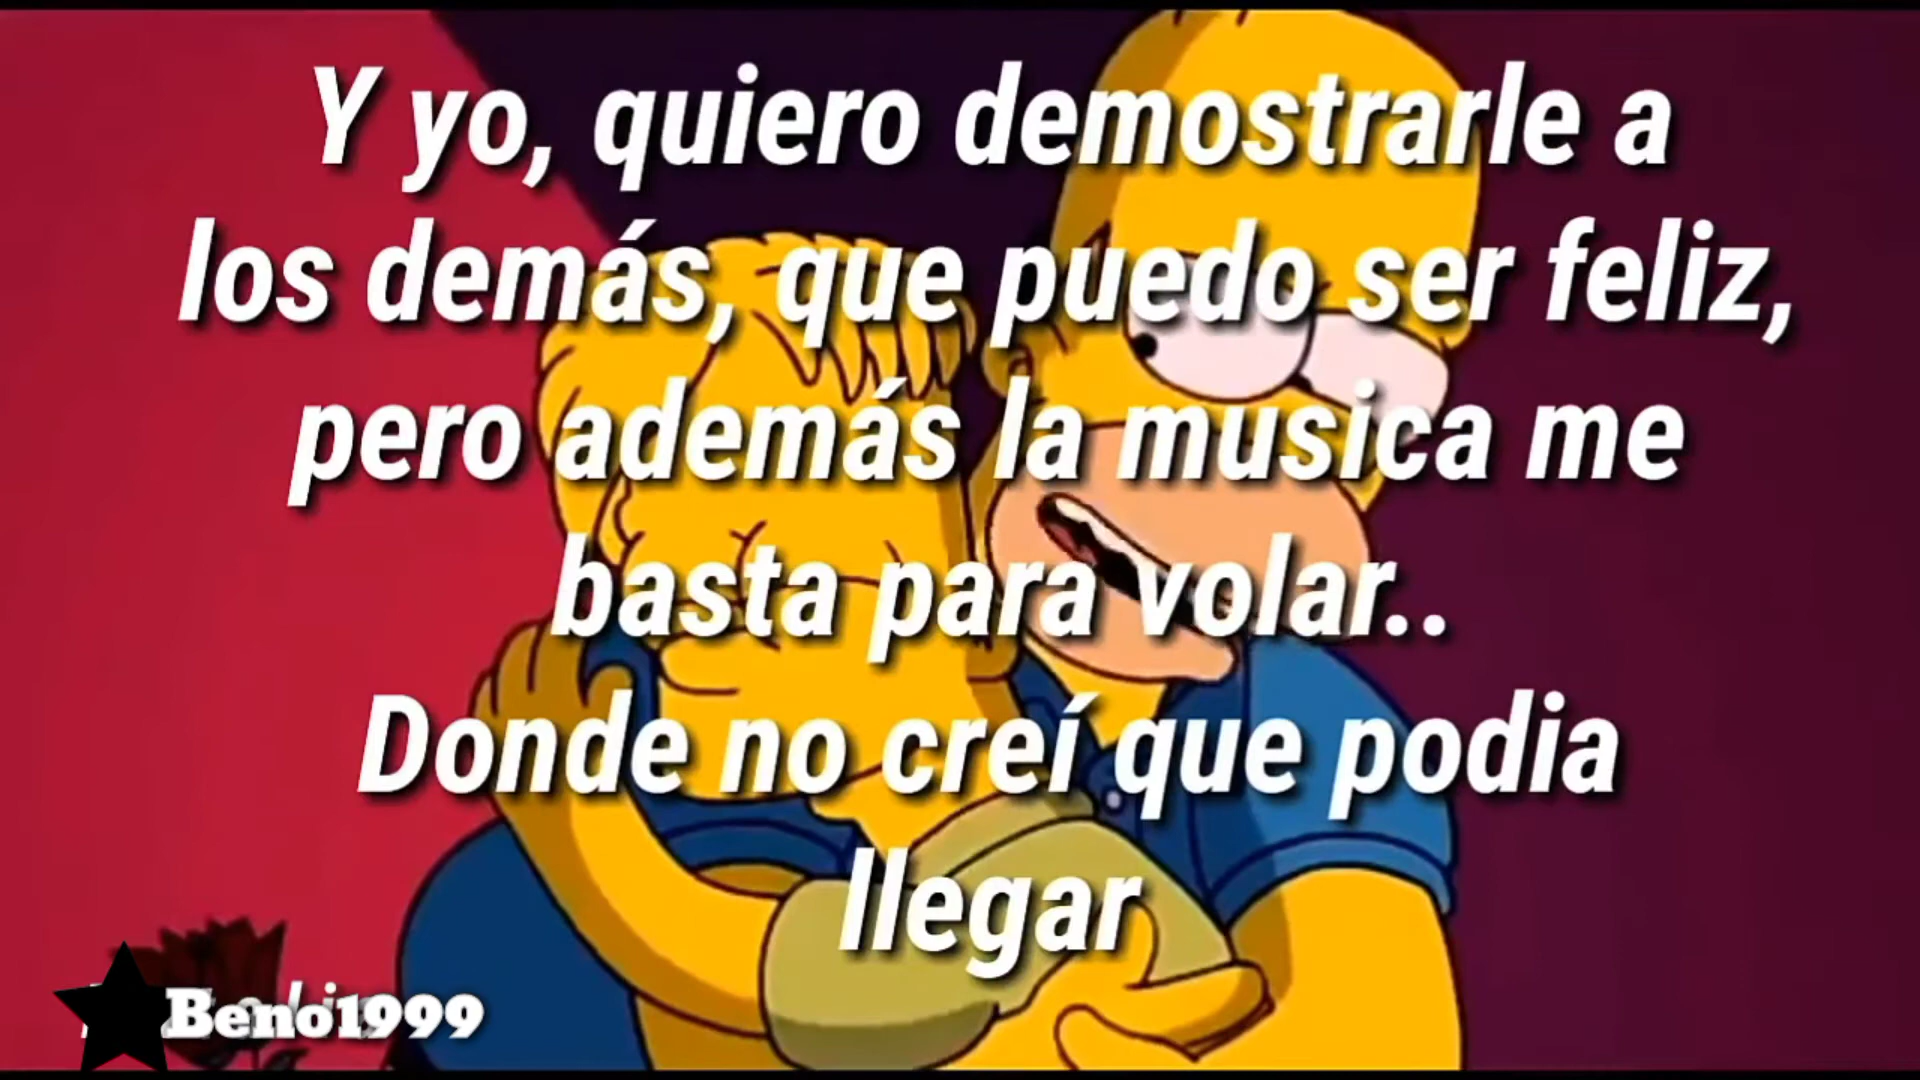 Y yo, quiero demostrarle a
los demás, que puedo ser feliz,
pero además la musica me
basta para volar..
Donde no creí que podia
llegar
Beno1999